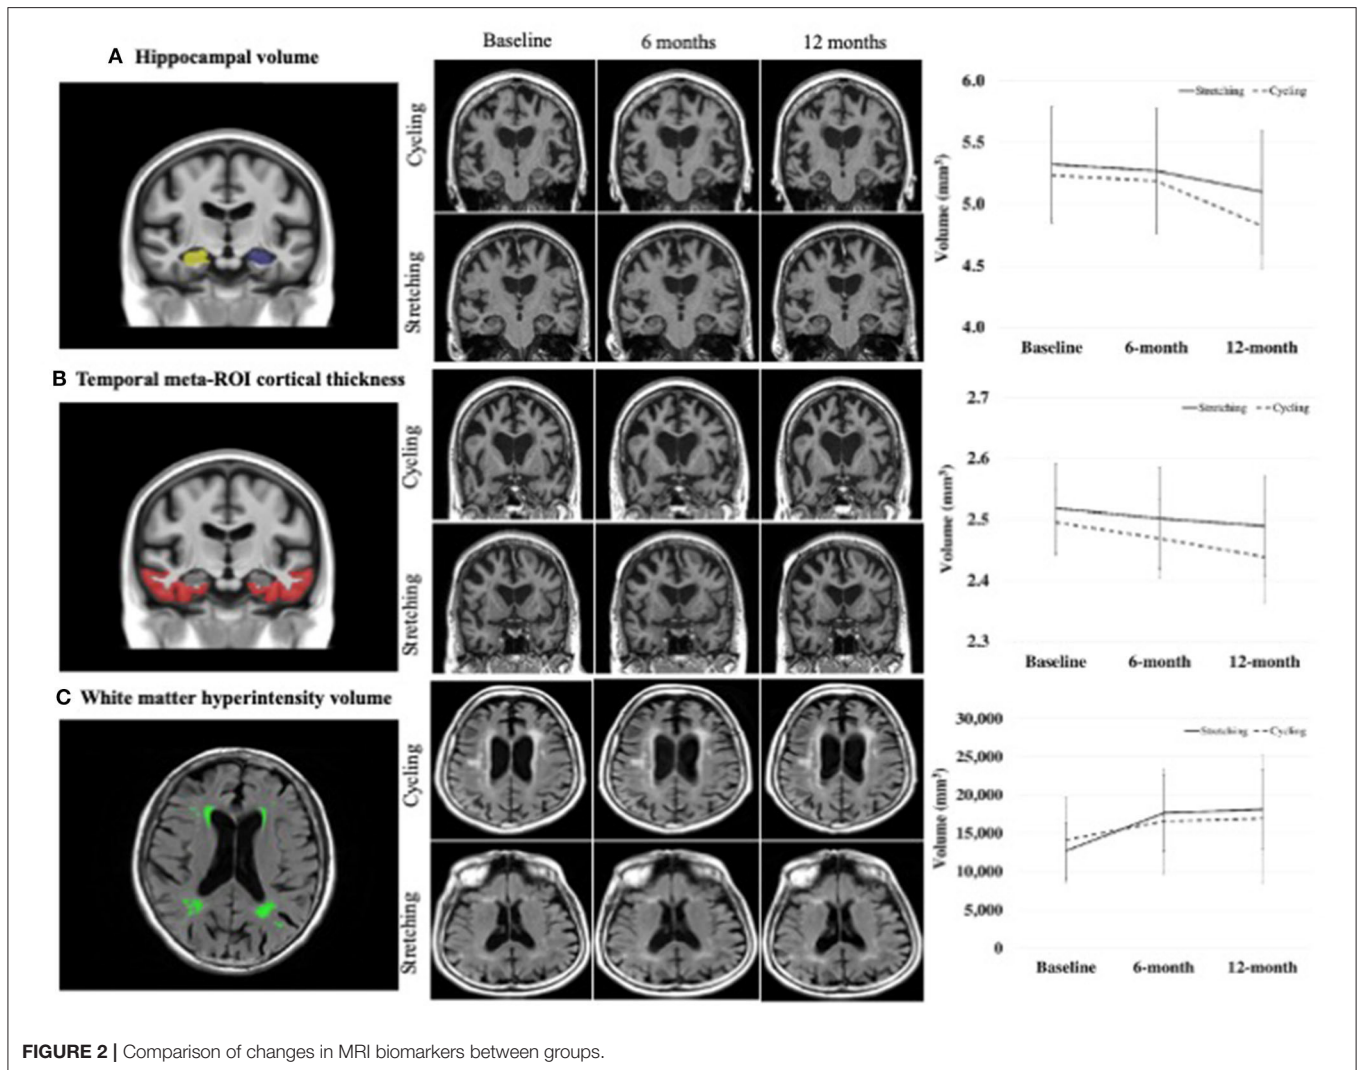 A Hippocampal volume
Baseline
6 months
12 months
Cycling
Stretching
Volume (mm³)
6.0
5.5
5.0
4.5
4.0
Stretching
Cycling
Baseline
6-month
12-month
B Temporal meta-ROI cortical thickness
Cycling
Stretching
Volume (mm³)
2.7
2.6
2.5
2.4
2.3
Stretching
Cycling
Baseline
6-month
12-month
C White matter hyperintensity volume
Cycling
Stretching
Volume (mm³)
30,000
25,000
20,000
15,000
10,000
5,000
0
Stretching
Cycling
Baseline
6-month
12-month
FIGURE 2 | Comparison of changes in MRI biomarkers between groups.